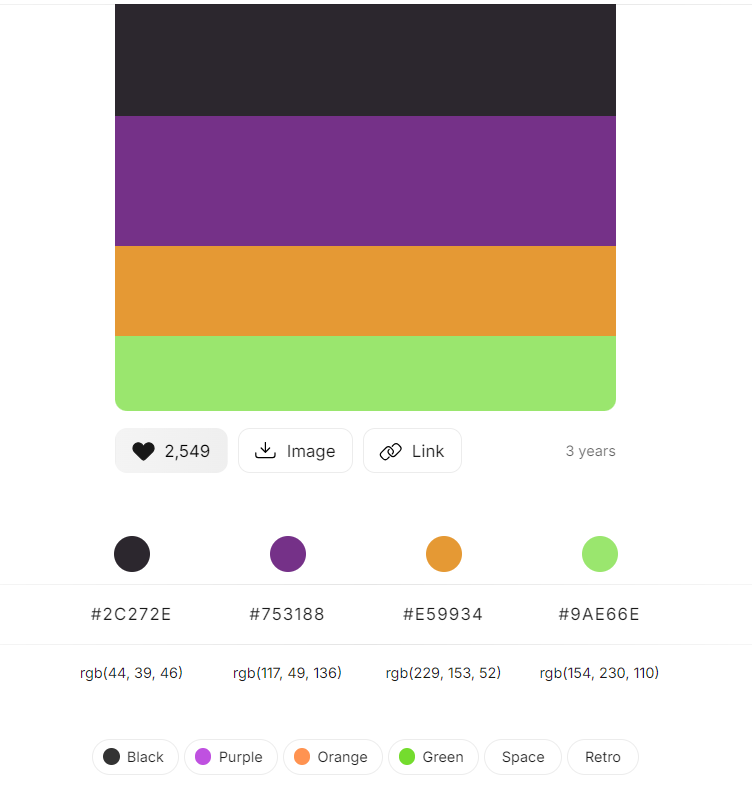 2,549 Image Link 3 years
#2C272E #753188 #E59934 #9AE66E
rgb(44, 39, 46) rgb(117, 49, 136) rgb(229, 153, 52) rgb(154, 230, 110)
Black Purple Orange Green Space Retro